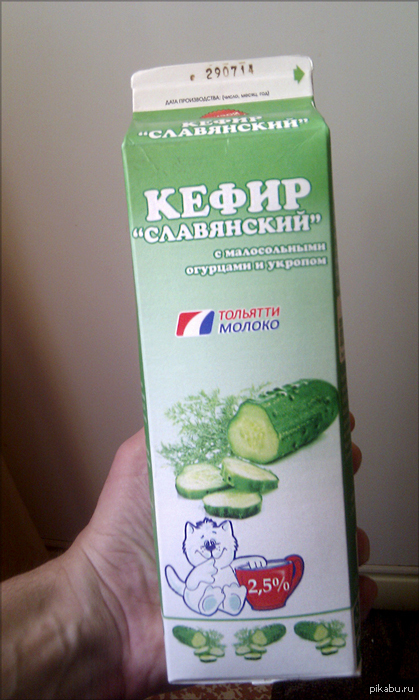 е 290714
ДАТА ПРОИЗВОДСТВА: (число, месяц, год)
КЕФИР
"СЛАВЯНСКИЙ"
КЕФИР
"СЛАВЯНСКИЙ"
с малосольными
огурцами и укропом
ТОЛЬЯТТИ
МОЛОКО
2,5%
pikabu.ru